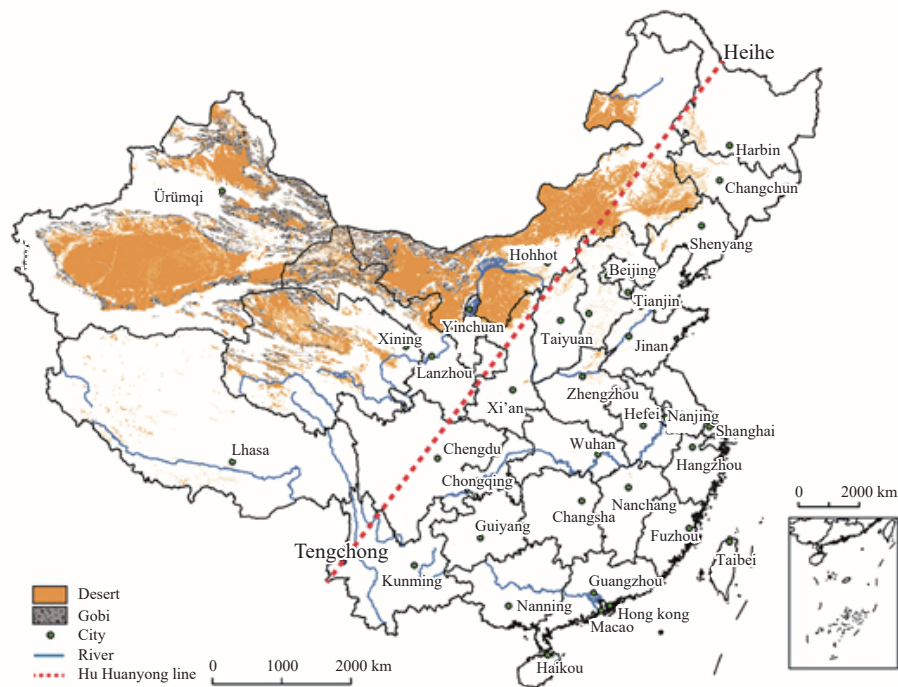 Heihe
Harbin
Changchun
Ürümqi
Shenyang
Hohhot
Beijing
Tianjin
Yinchuan
Taiyuan
Xining
Jinan
Lanzhou
Zhengzhou
Xi'an
Hefei
Nanjing
Shanghai
Wuhan
Chengdu
Hangzhou
Lhasa
Chongqing
0 2000 km
Nanchang
Changsha
Guiyang
Fuzhou
Tengchong
Taibei
Kunming
Guangzhou
Desert
Gobi
Nanning
Hong kong
City
Macao
River
Haikou
Hu Huanyong line
0 1000 2000 km